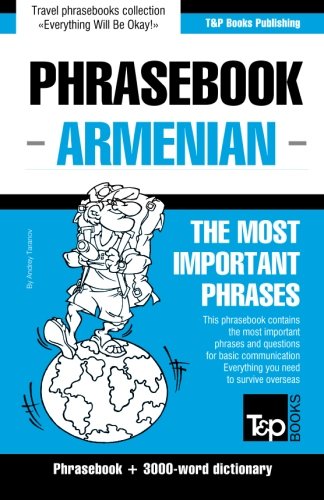 Travel phrasebooks collection
«Everything Will Be Okay!»
T&P Books Publishing
PHRASEBOOK
- ARMENIAN -
By Andrey Taranov
THE MOST
IMPORTANT
PHRASES
This phrasebook contains
the most important
phrases and questions
for basic communication
Everything you need
to survive overseas
T&P BOOKS
Phrasebook + 3000-word dictionary